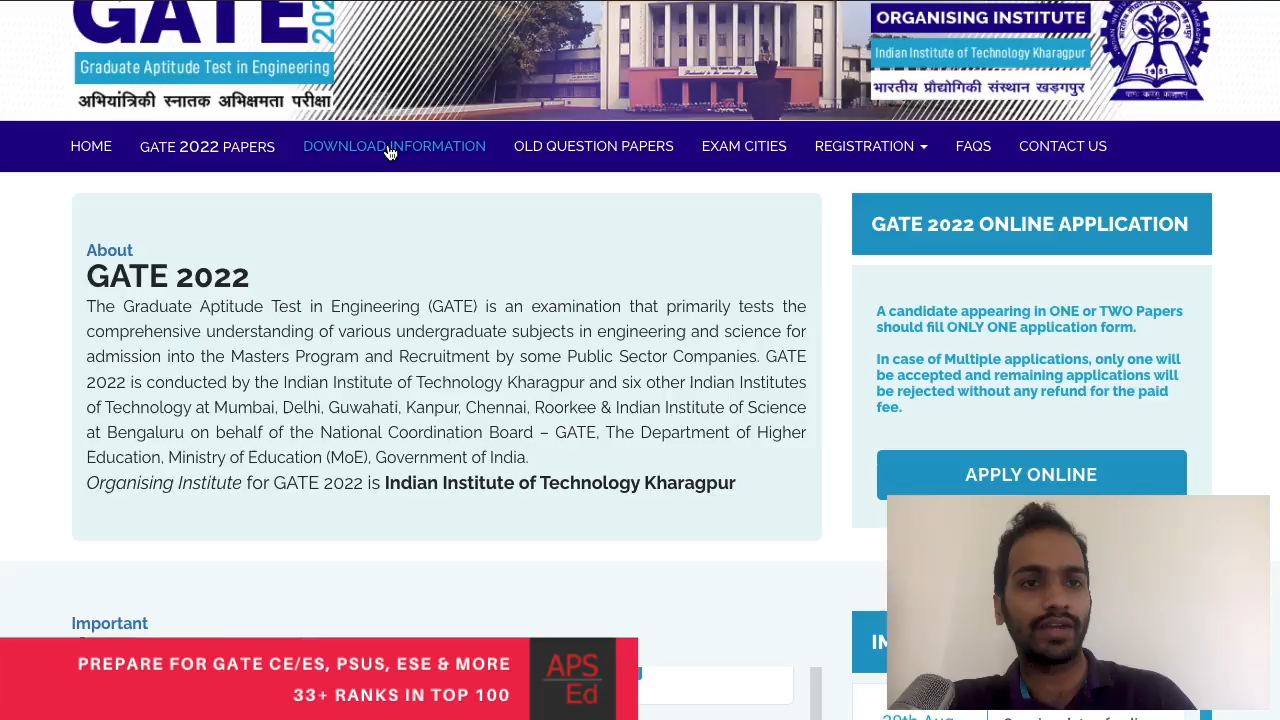 GATE 202
Graduate Aptitude Test in Engineering
अभियांत्रिकी स्नातक अभिक्षमता परीक्षा
ORGANISING INSTITUTE
Indian Institute of Technology Kharagpur
भारतीय प्रौद्योगिकी संस्थान खड़गपुर
1951
HOME GATE 2022 PAPERS DOWNLOAD INFORMATION OLD QUESTION PAPERS EXAM CITIES REGISTRATION FAQS CONTACT US
About
GATE 2022
The Graduate Aptitude Test in Engineering (GATE) is an examination that primarily tests the
comprehensive understanding of various undergraduate subjects in engineering and science for
admission into the Masters Program and Recruitment by some Public Sector Companies. GATE
2022 is conducted by the Indian Institute of Technology Kharagpur and six other Indian Institutes
of Technology at Mumbai, Delhi, Guwahati, Kanpur, Chennai, Roorkee & Indian Institute of Science
at Bengaluru on behalf of the National Coordination Board – GATE, The Department of Higher
Education, Ministry of Education (MoE), Government of India.
Organising Institute for GATE 2022 is Indian Institute of Technology Kharagpur
GATE 2022 ONLINE APPLICATION
A candidate appearing in ONE or TWO Papers
should fill ONLY ONE application form.
In case of Multiple applications, only one will
be accepted and remaining applications will
be rejected without any refund for the paid
fee.
APPLY ONLINE
Important
PREPARE FOR GATE CE/ES, PSUS, ESE & MORE
33+ RANKS IN TOP 100
APS
Ed